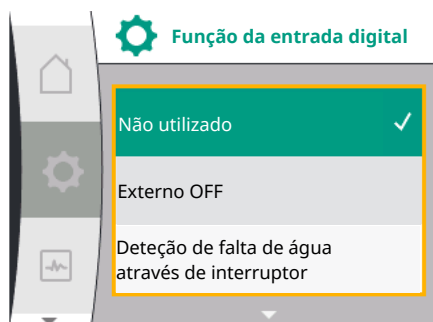 Função da entrada digital
Não utilizado
Externo OFF
Deteção de falta de água
através de interruptor